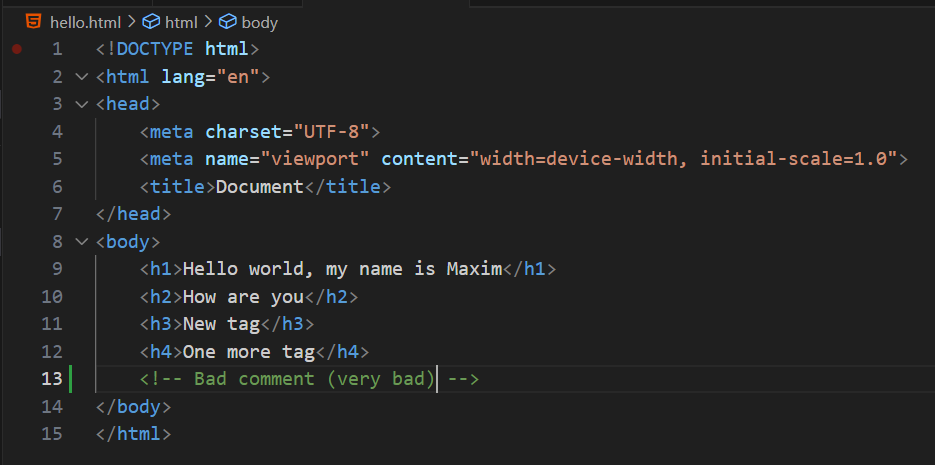 hello.html > html > body
1 <!DOCTYPE html>
2 <html lang="en">
3 <head>
4     <meta charset="UTF-8">
5     <meta name="viewport" content="width=device-width, initial-scale=1.0">
6     <title>Document</title>
7 </head>
8 <body>
9     <h1>Hello world, my name is Maxim</h1>
10     <h2>How are you</h2>
11     <h3>New tag</h3>
12     <h4>One more tag</h4>
13     <!-- Bad comment (very bad) -->
14 </body>
15 </html>